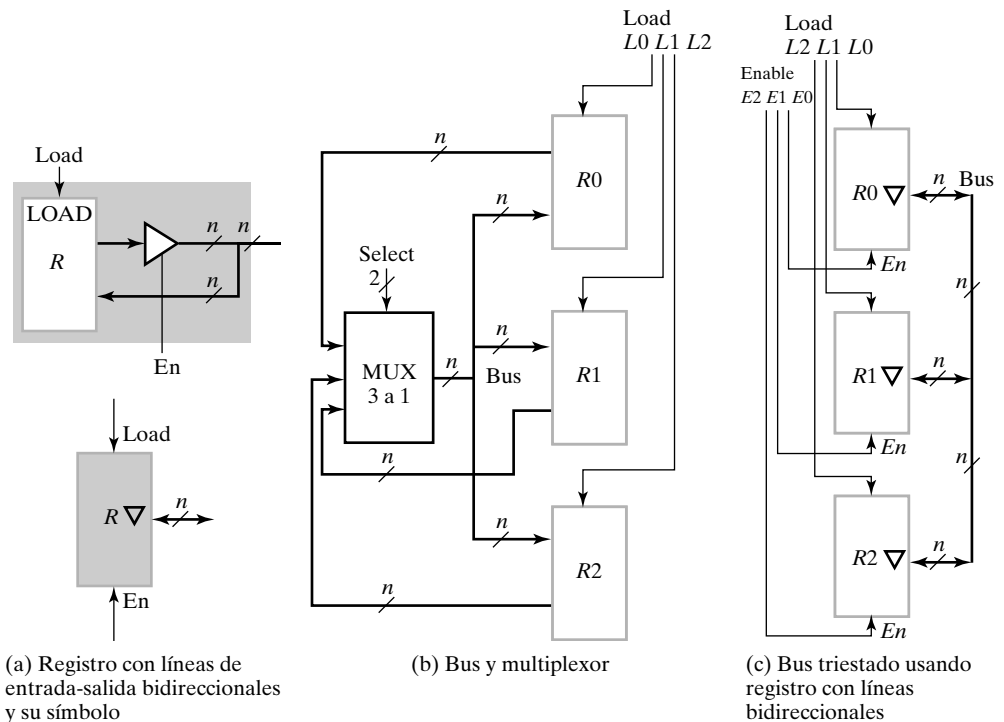 Load
LOAD
R
n
n
n
En
Load
R
n
En
(a) Registro con líneas de
entrada-salida bidireccionales
y su símbolo
Load
L0 L1 L2
n
R0
n
Select
2
n
MUX
3 a 1
n
Bus
R1
n
n
R2
n
(b) Bus y multiplexor
Load
L2 L1 L0
Enable
E2 E1 E0
R0
n
Bus
En
n
R1
n
En
n
R2
n
En
(c) Bus triestado usando
registro con líneas
bidireccionales